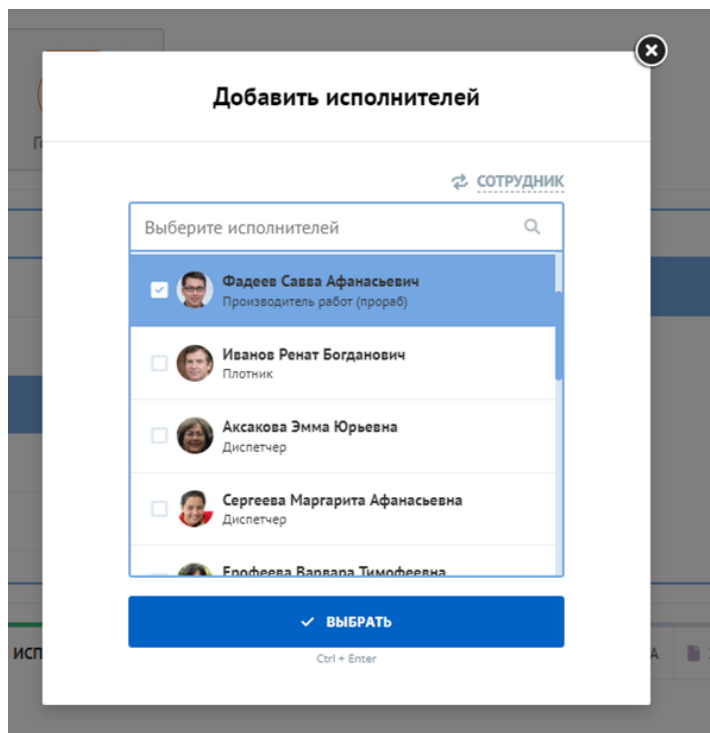 Добавить исполнителей
СОТРУДНИК
Выберите исполнителей
Фадеев Савва Афанасьевич
Производитель работ (прораб)
Иванов Ренат Богданович
Плотник
Аксакова Эмма Юрьевна
Диспетчер
Сергеева Маргарита Афанасьевна
Диспетчер
Ерофеева Варвара Тимофеевна
ВЫБРАТЬ
Ctrl + Enter
ИСП
А